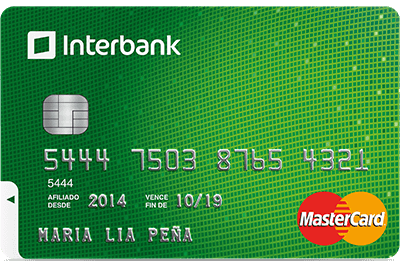 Interbank
5444 7503 8765 4321
5444
AFILIADO DESDE 2014 VENCE FIN DE 10/19
MARIA LIA PEÑA
MasterCard